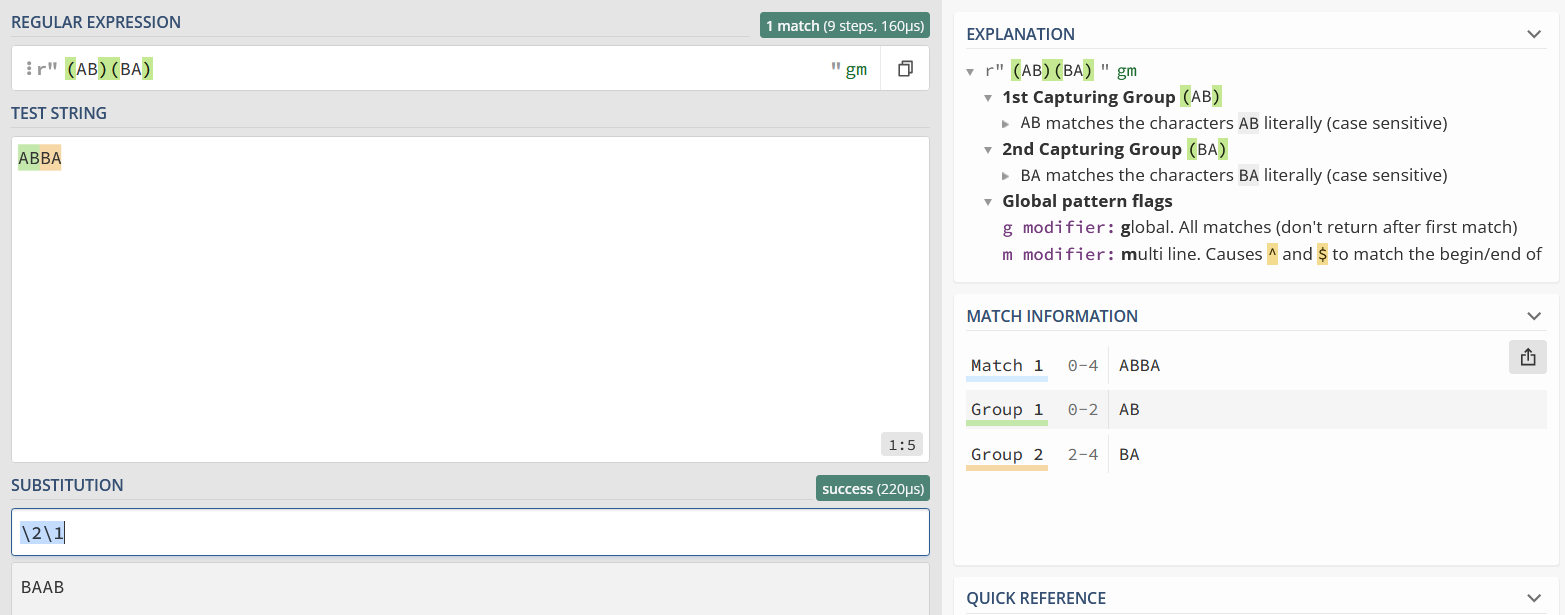 REGULAR EXPRESSION
1 match (9 steps, 160μs)
r" (AB)(BA) " gm
TEST STRING
ABBA
1:5
SUBSTITUTION
success (220μs)
\2\1
BAAB
EXPLANATION
r" (AB)(BA) " gm
1st Capturing Group (AB)
AB matches the characters AB literally (case sensitive)
2nd Capturing Group (BA)
BA matches the characters BA literally (case sensitive)
Global pattern flags
g modifier: global. All matches (don't return after first match)
m modifier: multi line. Causes ^ and $ to match the begin/end of
MATCH INFORMATION
Match 1 0-4 ABBA
Group 1 0-2 AB
Group 2 2-4 BA
QUICK REFERENCE